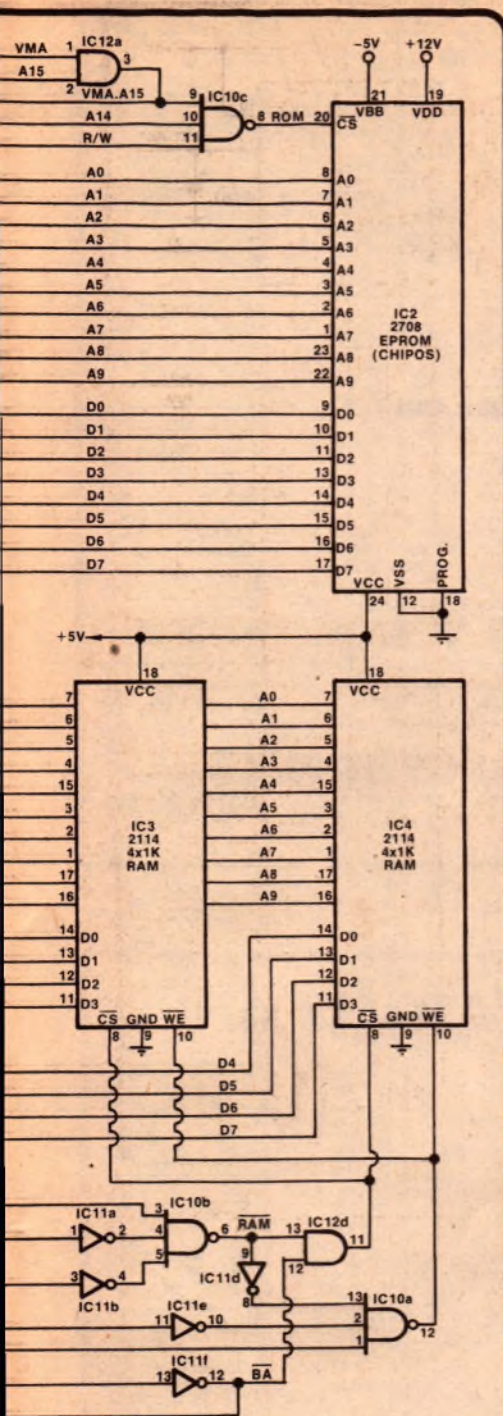 VMA 1 IC12a
3
A15 2
-5V +12V
VMA.A15 9 IC10c
21 19
VBB VDD
A14 10 8 ROM 20 CS
R/W 11
A0 8 A0
A1 7 A1
A2 6 A2
A3 5 A3
A4 4 A4
A5 3 A5
A6 2 A6
A7 1 A7
A8 23 A8
A9 22 A9
IC2
2708
EPROM
(CHIPOS)
D0 9 D0
D1 10 D1
D2 11 D2
D3 13 D3
D4 14 D4
D5 15 D5
D6 16 D6
D7 17 D7
VCC VSS PROG.
24 12 18
+5V
18 18
VCC VCC
7 A0 7
6 A1 6
5 A2 5
4 A3 4
15 A4 15
3 A5 3
2 A6 2
1 A7 1
17 A8 17
16 A9 16
IC3
2114
4x1K
RAM
IC4
2114
4x1K
RAM
14 D0 14 D0
13 D1 13 D1
12 D2 12 D2
11 D3 11 D3
CS GND WE CS GND WE
8 9 10 8 9 10
D4
D5
D6
D7
IC11a 3 IC10b
1 2 4 6 RAM 13 IC12d
5 9 11
3 4 12
IC11b IC11d
8 13 IC10a
IC11e
11 10 2 12
1
IC11f
13 12 BA